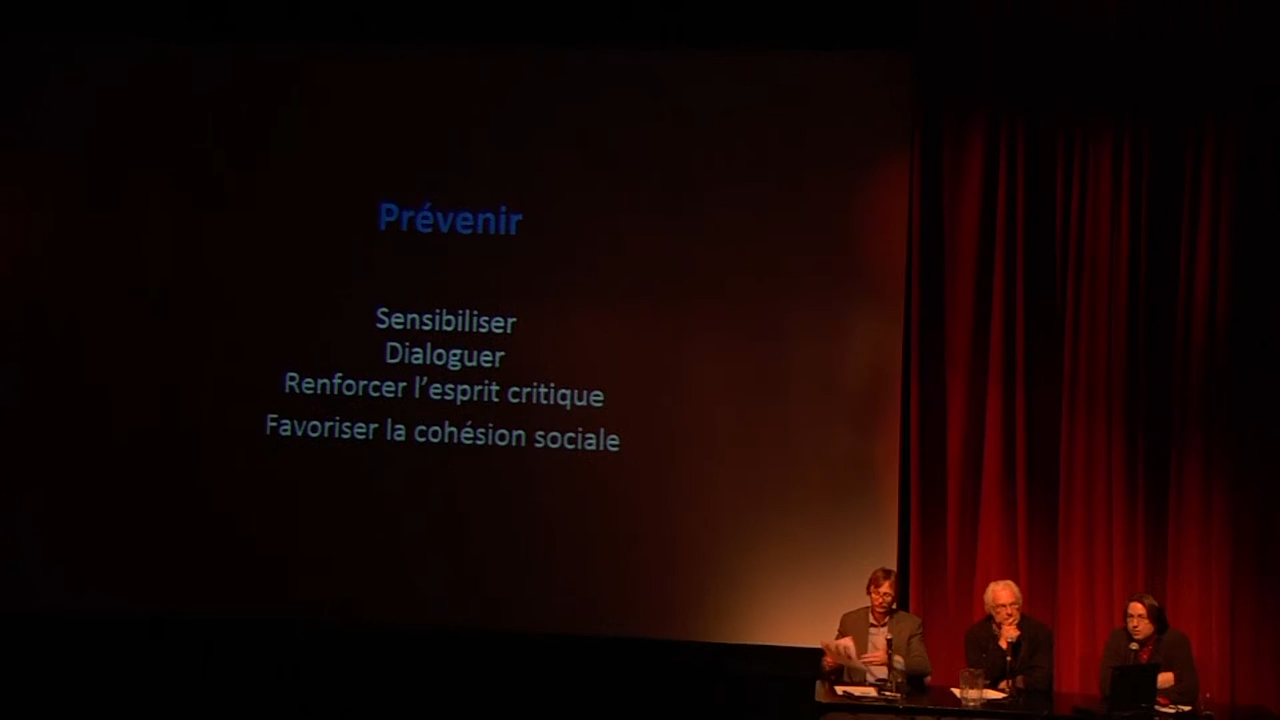 Prévenir
Sensibiliser
Dialoguer
Renforcer l'esprit critique
Favoriser la cohésion sociale